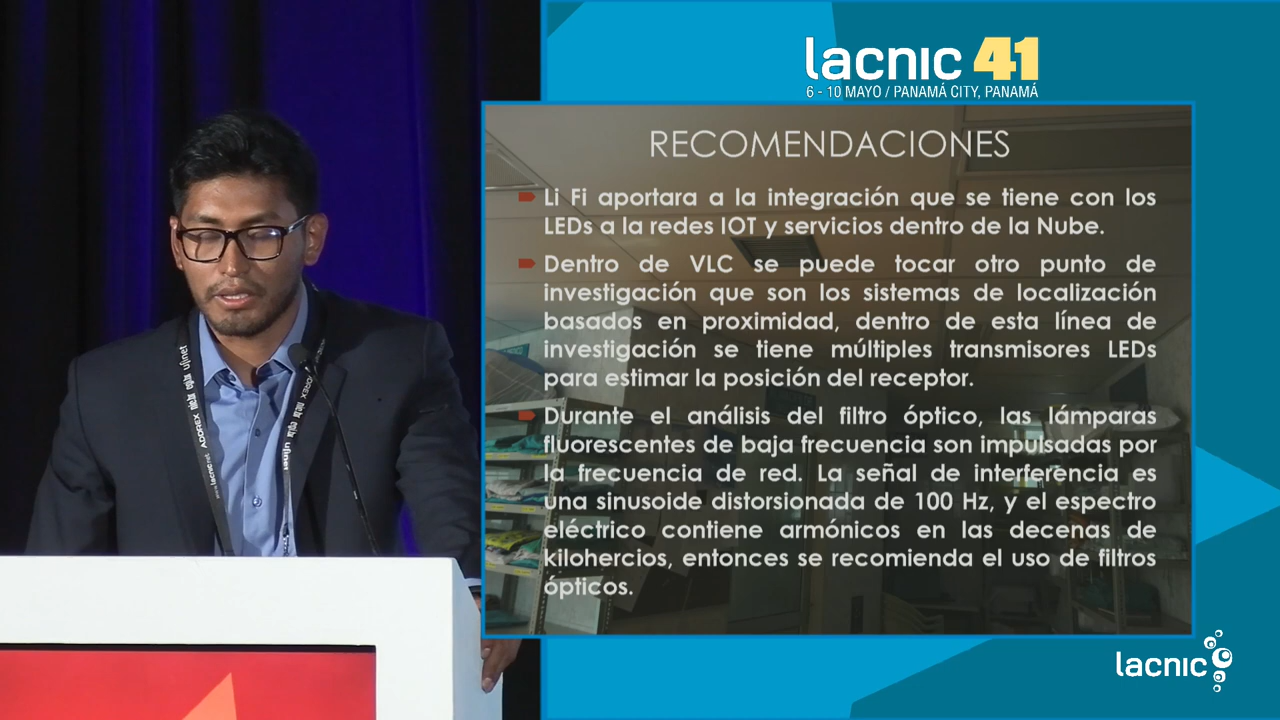 lacnic 41
6 - 10 MAYO / PANAMÁ CITY, PANAMÁ
RECOMENDACIONES
Li Fi aportara a la integración que se tiene con los
LEDs a la redes IOT y servicios dentro de la Nube.
Dentro de VLC se puede tocar otro punto de
investigación que son los sistemas de localización
basados en proximidad, dentro de esta línea de
investigación se tiene múltiples transmisores LEDs
para estimar la posición del receptor.
Durante el análisis del filtro óptico, las lámparas
fluorescentes de baja frecuencia son impulsadas por
la frecuencia de red. La señal de interferencia es
una sinusoide distorsionada de 100 Hz, y el espectro
eléctrico contiene armónicos en las decenas de
kilohercios, entonces se recomienda el uso de filtros
ópticos.
lacnic